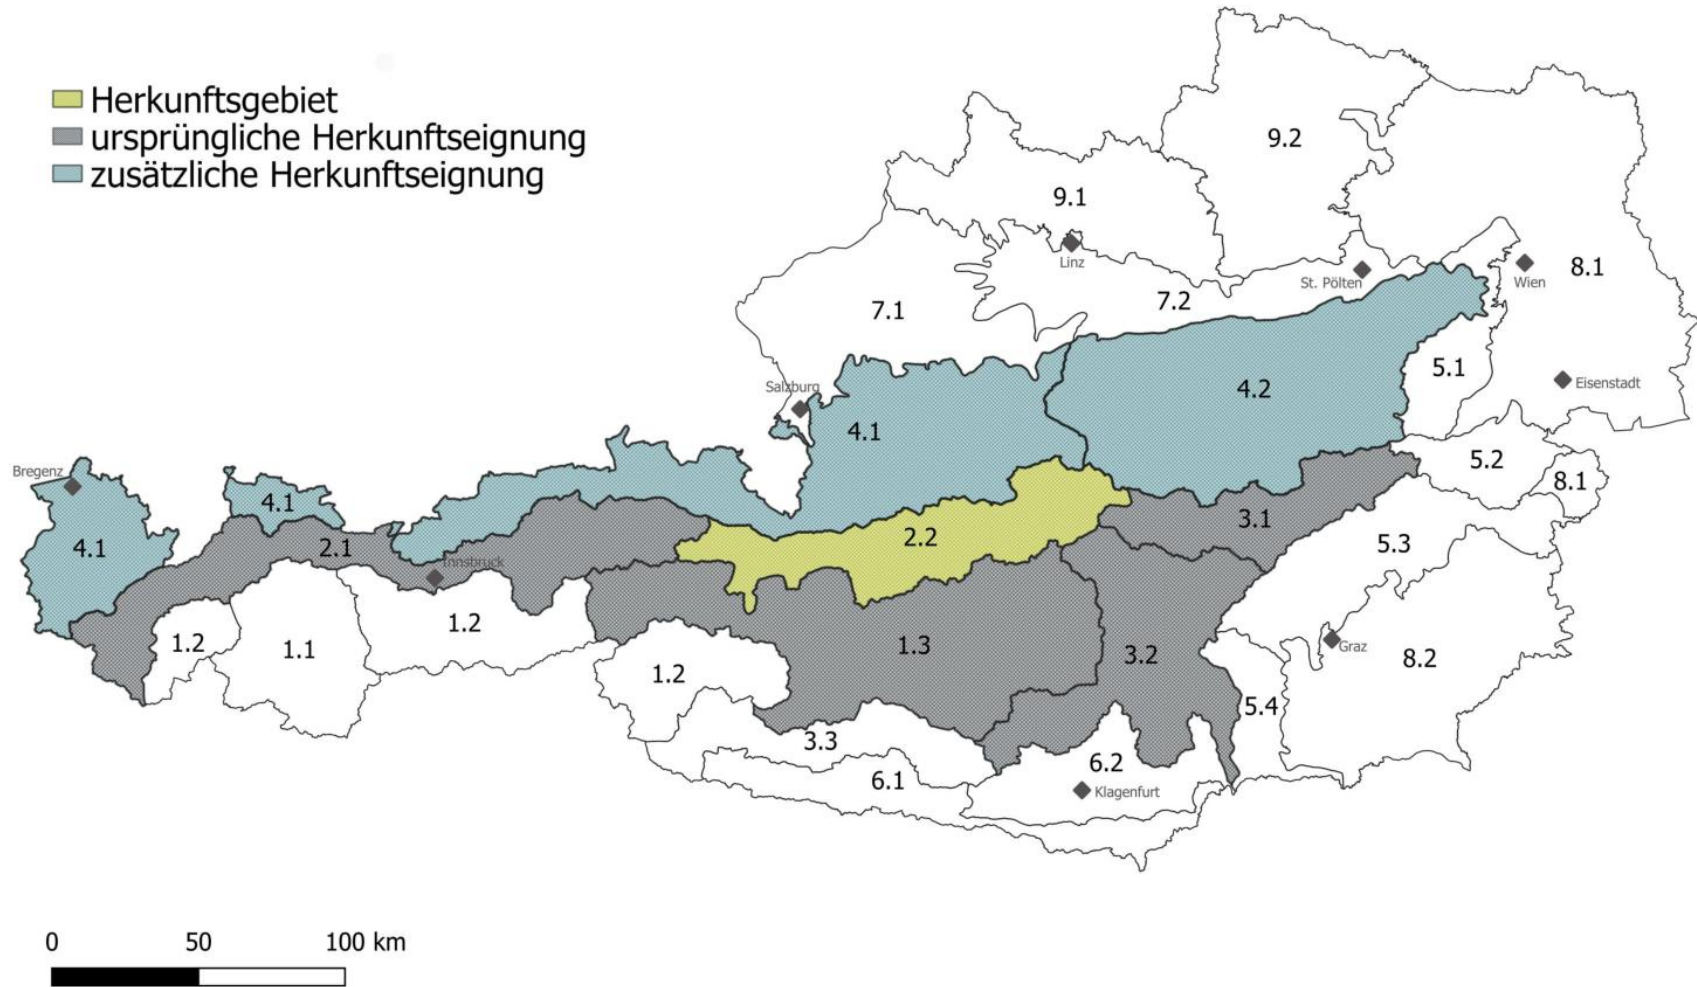 Herkunftsgebiet
ursprüngliche Herkunftseignung
zusätzliche Herkunftseignung
9.2
9.1
Linz
St. Pölten
Wien
8.1
7.1
7.2
5.1
Eisenstadt
Salzburg
4.2
4.1
Bregenz
4.1
5.2
8.1
4.1
2.1
Innsbruck
2.2
3.1
5.3
1.2
1.1
1.2
1.2
1.3
3.2
Graz
8.2
5.4
3.3
6.1
6.2
Klagenfurt
0 50 100 km